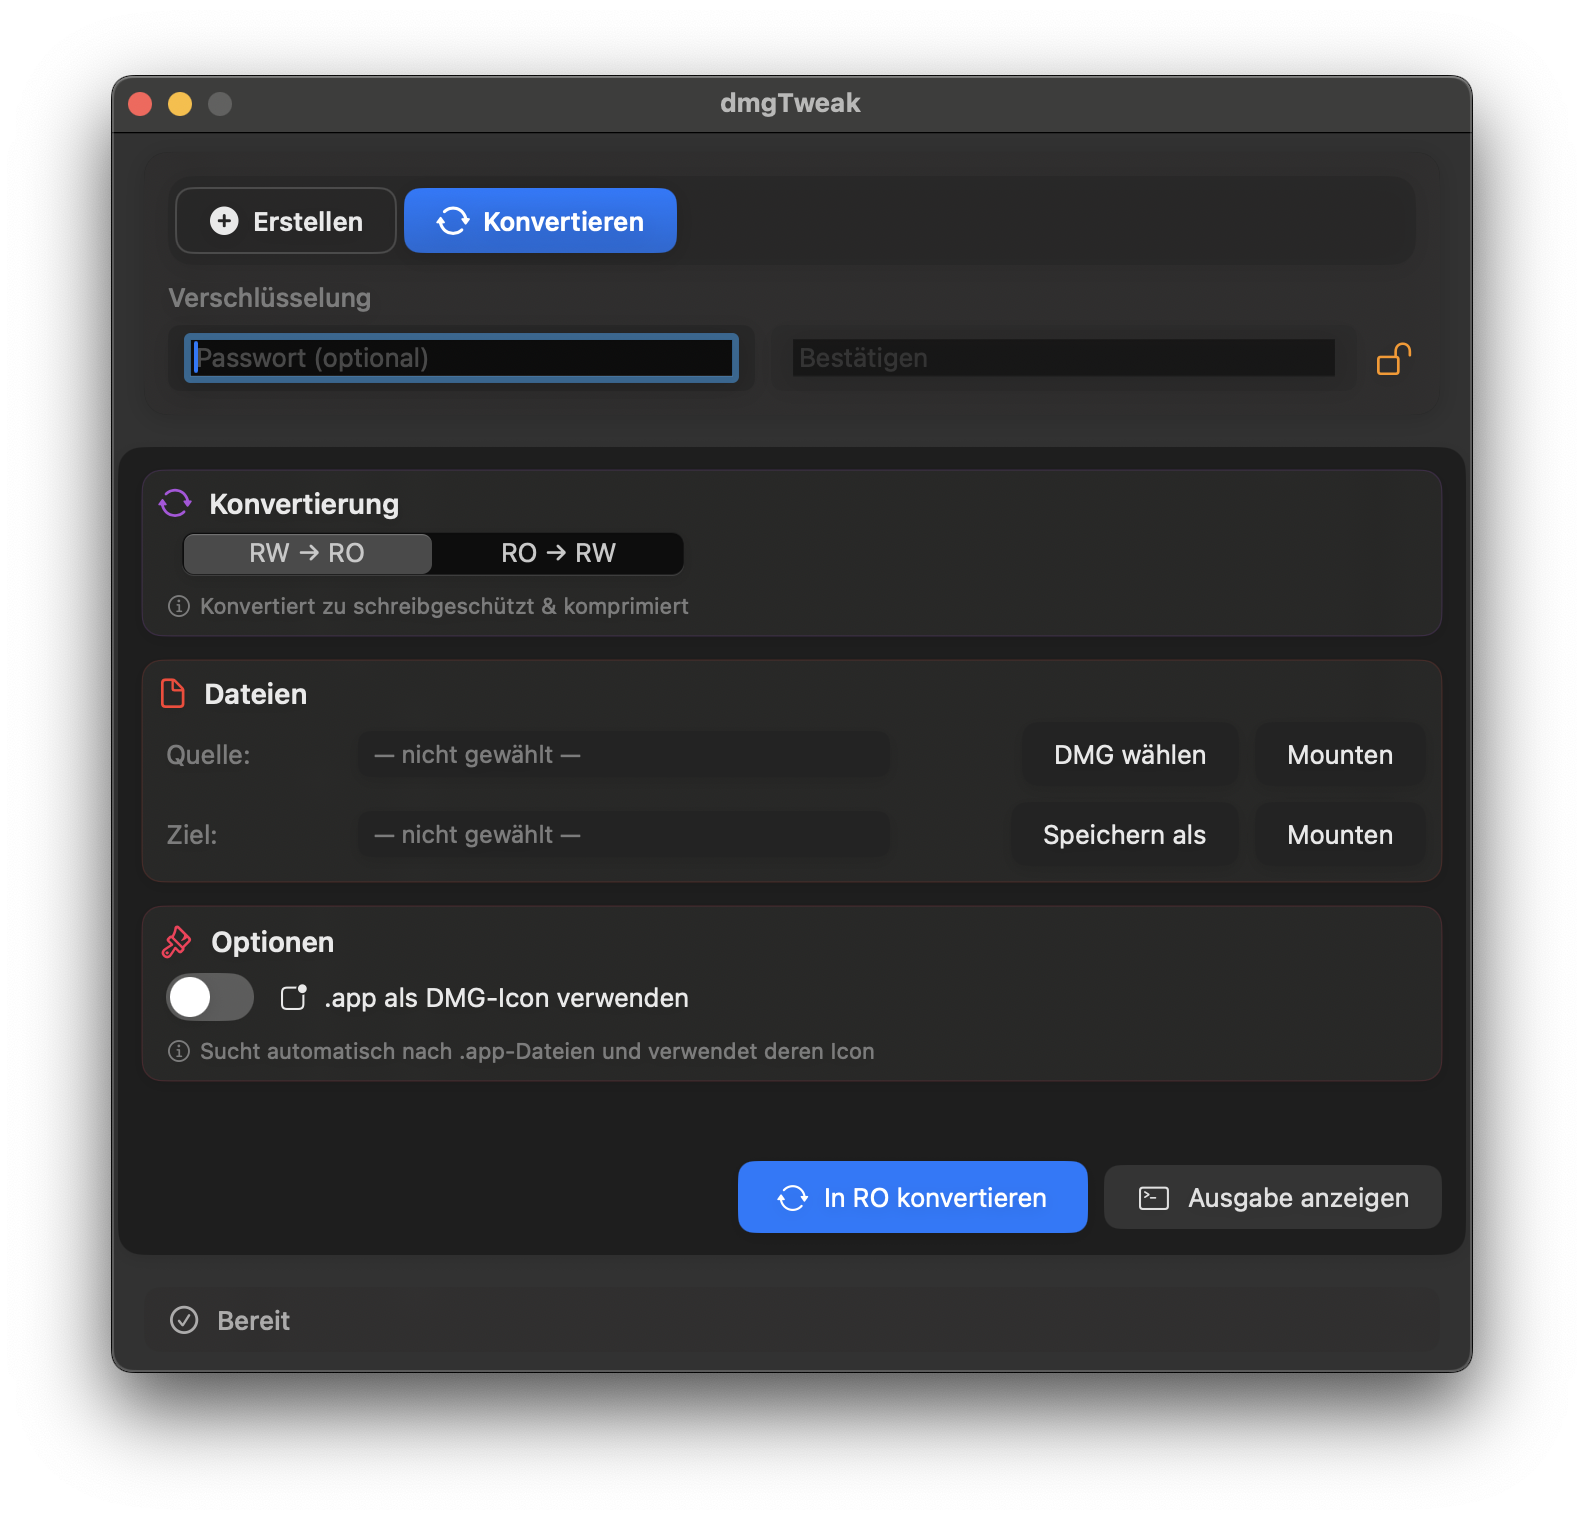 dmgTweak
Erstellen
Konvertieren
Verschlüsselung
Passwort (optional)
Bestätigen
Konvertierung
RW → RO
RO → RW
Konvertiert zu schreibgeschützt & komprimiert
Dateien
Quelle:
— nicht gewählt —
DMG wählen
Mounten
Ziel:
— nicht gewählt —
Speichern als
Mounten
Optionen
.app als DMG-Icon verwenden
Sucht automatisch nach .app-Dateien und verwendet deren Icon
In RO konvertieren
Ausgabe anzeigen
Bereit